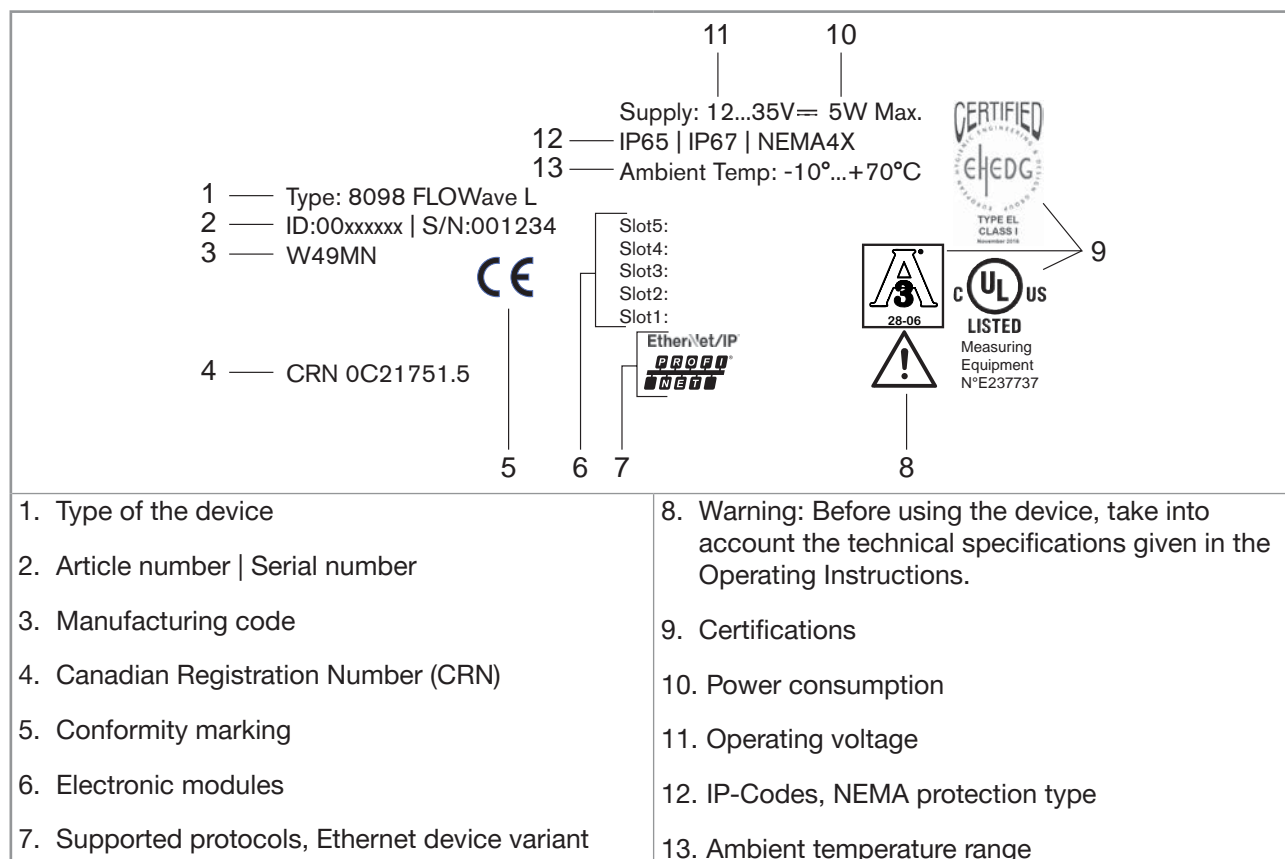 11
10
Supply: 12...35V⎓ 5W Max.
12
IP65 | IP67 | NEMA4X
13
Ambient Temp: -10°...+70°C
CERTIFIED
EHEDG
TYPE EL
CLASS I
November 2016
1
Type: 8098 FLOWave L
2
ID:00xxxxxx | S/N:001234
3
W49MN
CE
Slot5:
Slot4:
Slot3:
Slot2:
Slot1:
A
3
28-06
9
C UL US
LISTED
Measuring
Equipment
N°E237737
EtherNet/IP
PROFI®
NET
4
CRN 0C21751.5
5
6
7
8
1. Type of the device
2. Article number | Serial number
3. Manufacturing code
4. Canadian Registration Number (CRN)
5. Conformity marking
6. Electronic modules
7. Supported protocols, Ethernet device variant
8. Warning: Before using the device, take into
account the technical specifications given in the
Operating Instructions.
9. Certifications
10. Power consumption
11. Operating voltage
12. IP-Codes, NEMA protection type
13. Ambient temperature range